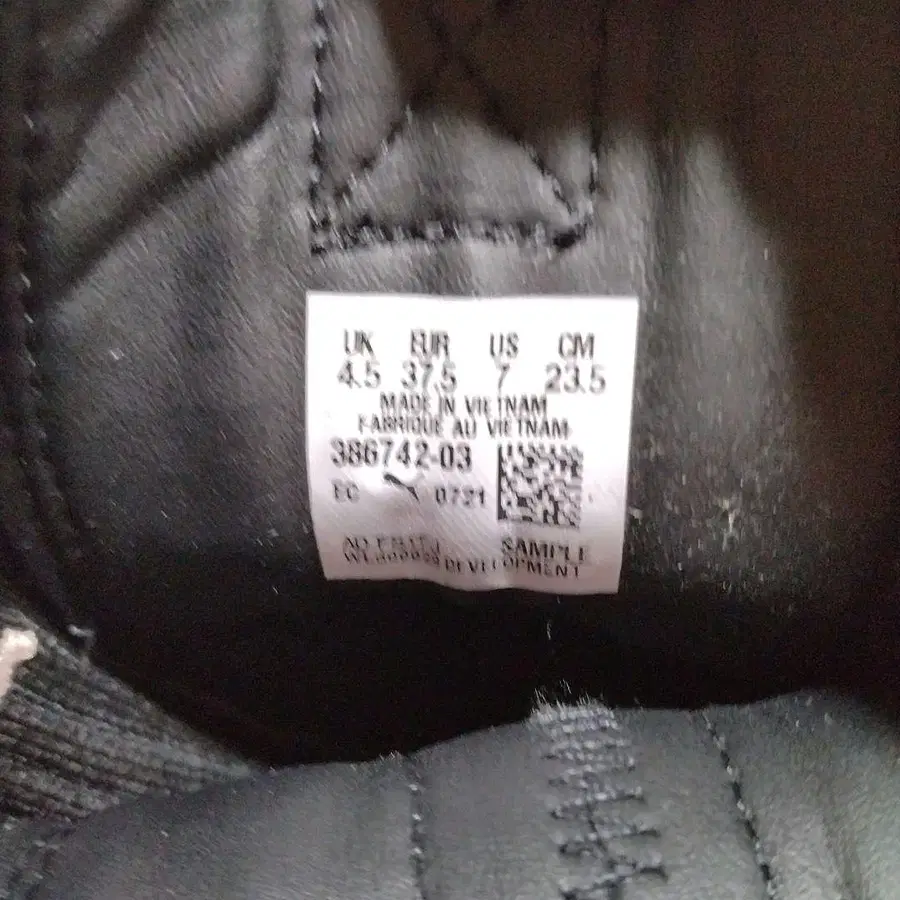 UK EUR US CM
4.5 37.5 7 23.5
MADE IN VIETNAM
FABRIQUE AU VIETNAM
386742-03
FC 0721
SAMPLE
DEVELOPMENT